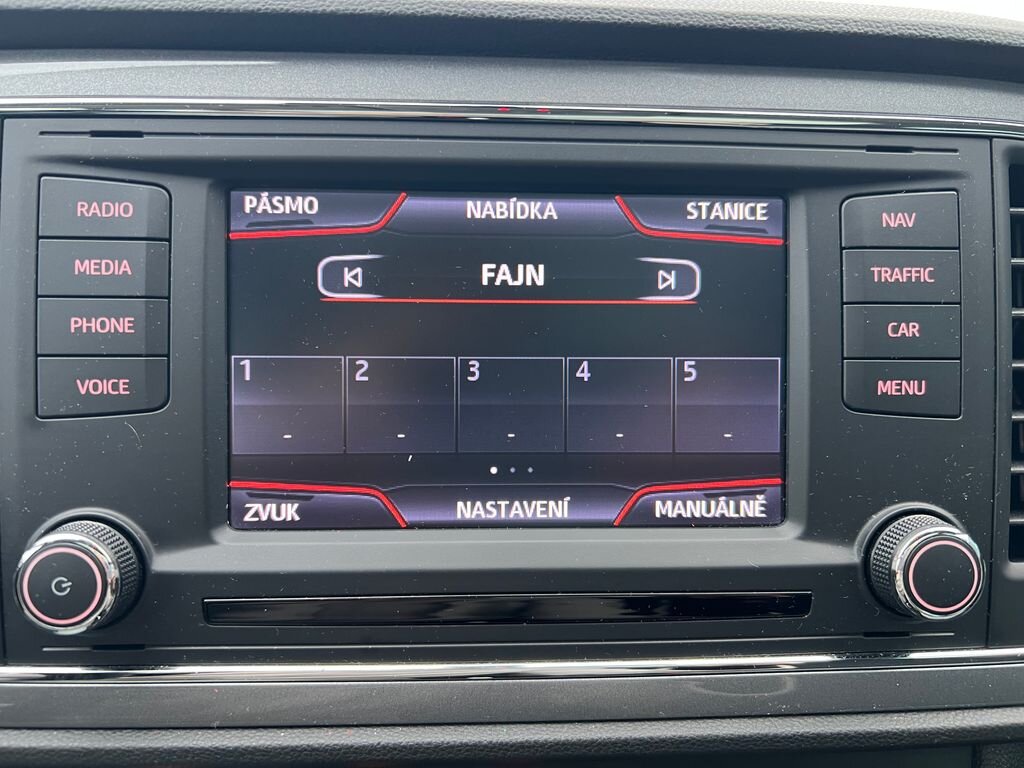 RADIO
MEDIA
PHONE
VOICE
PÁSMO
NABÍDKA
STANICE
FAJN
1 2 3 4 5
- - - - -
ZVUK
NASTAVENÍ
MANUÁLNĚ
NAV
TRAFFIC
CAR
MENU